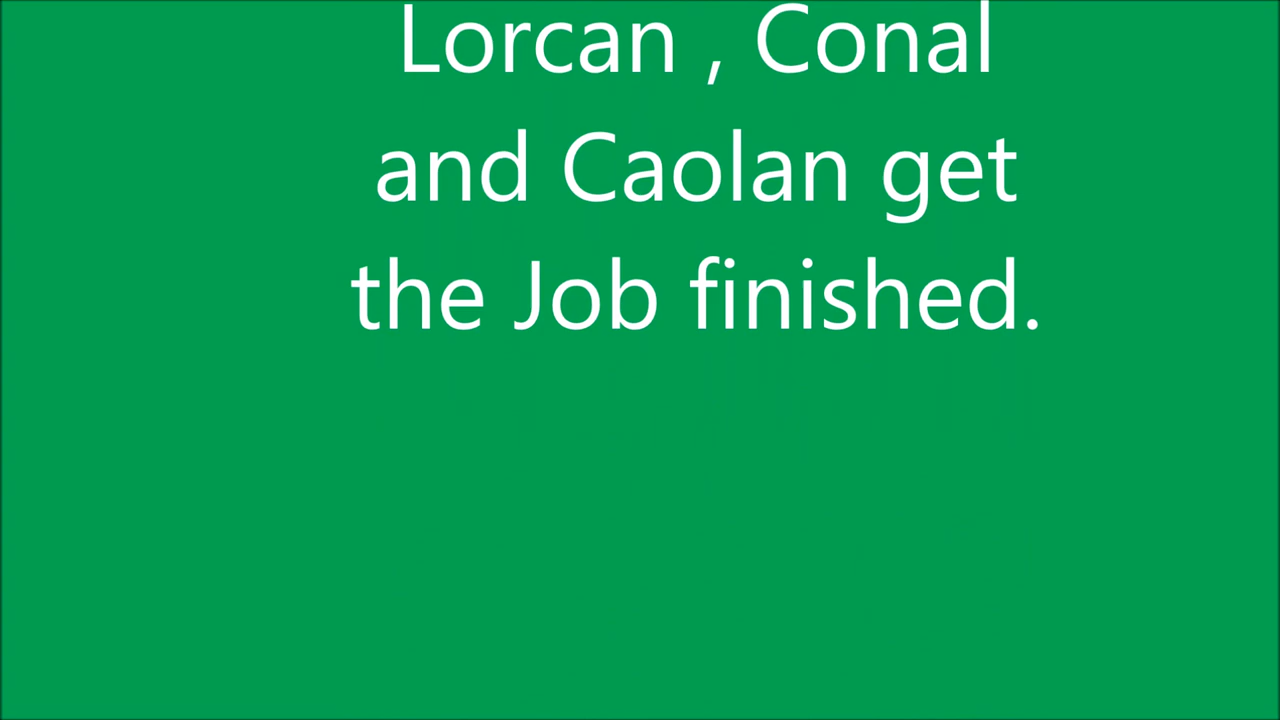 Lorcan , Conal
and Caolan get
the Job finished.